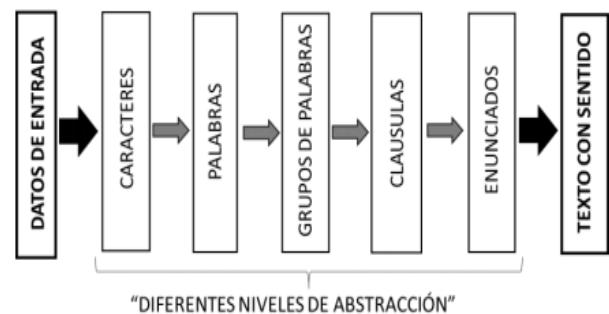 DATOS DE ENTRADA
CARACTERES
PALABRAS
GRUPOS DE PALABRAS
CLAUSULAS
ENUNCIADOS
TEXTO CON SENTIDO
“DIFERENTES NIVELES DE ABSTRACCIÓN”